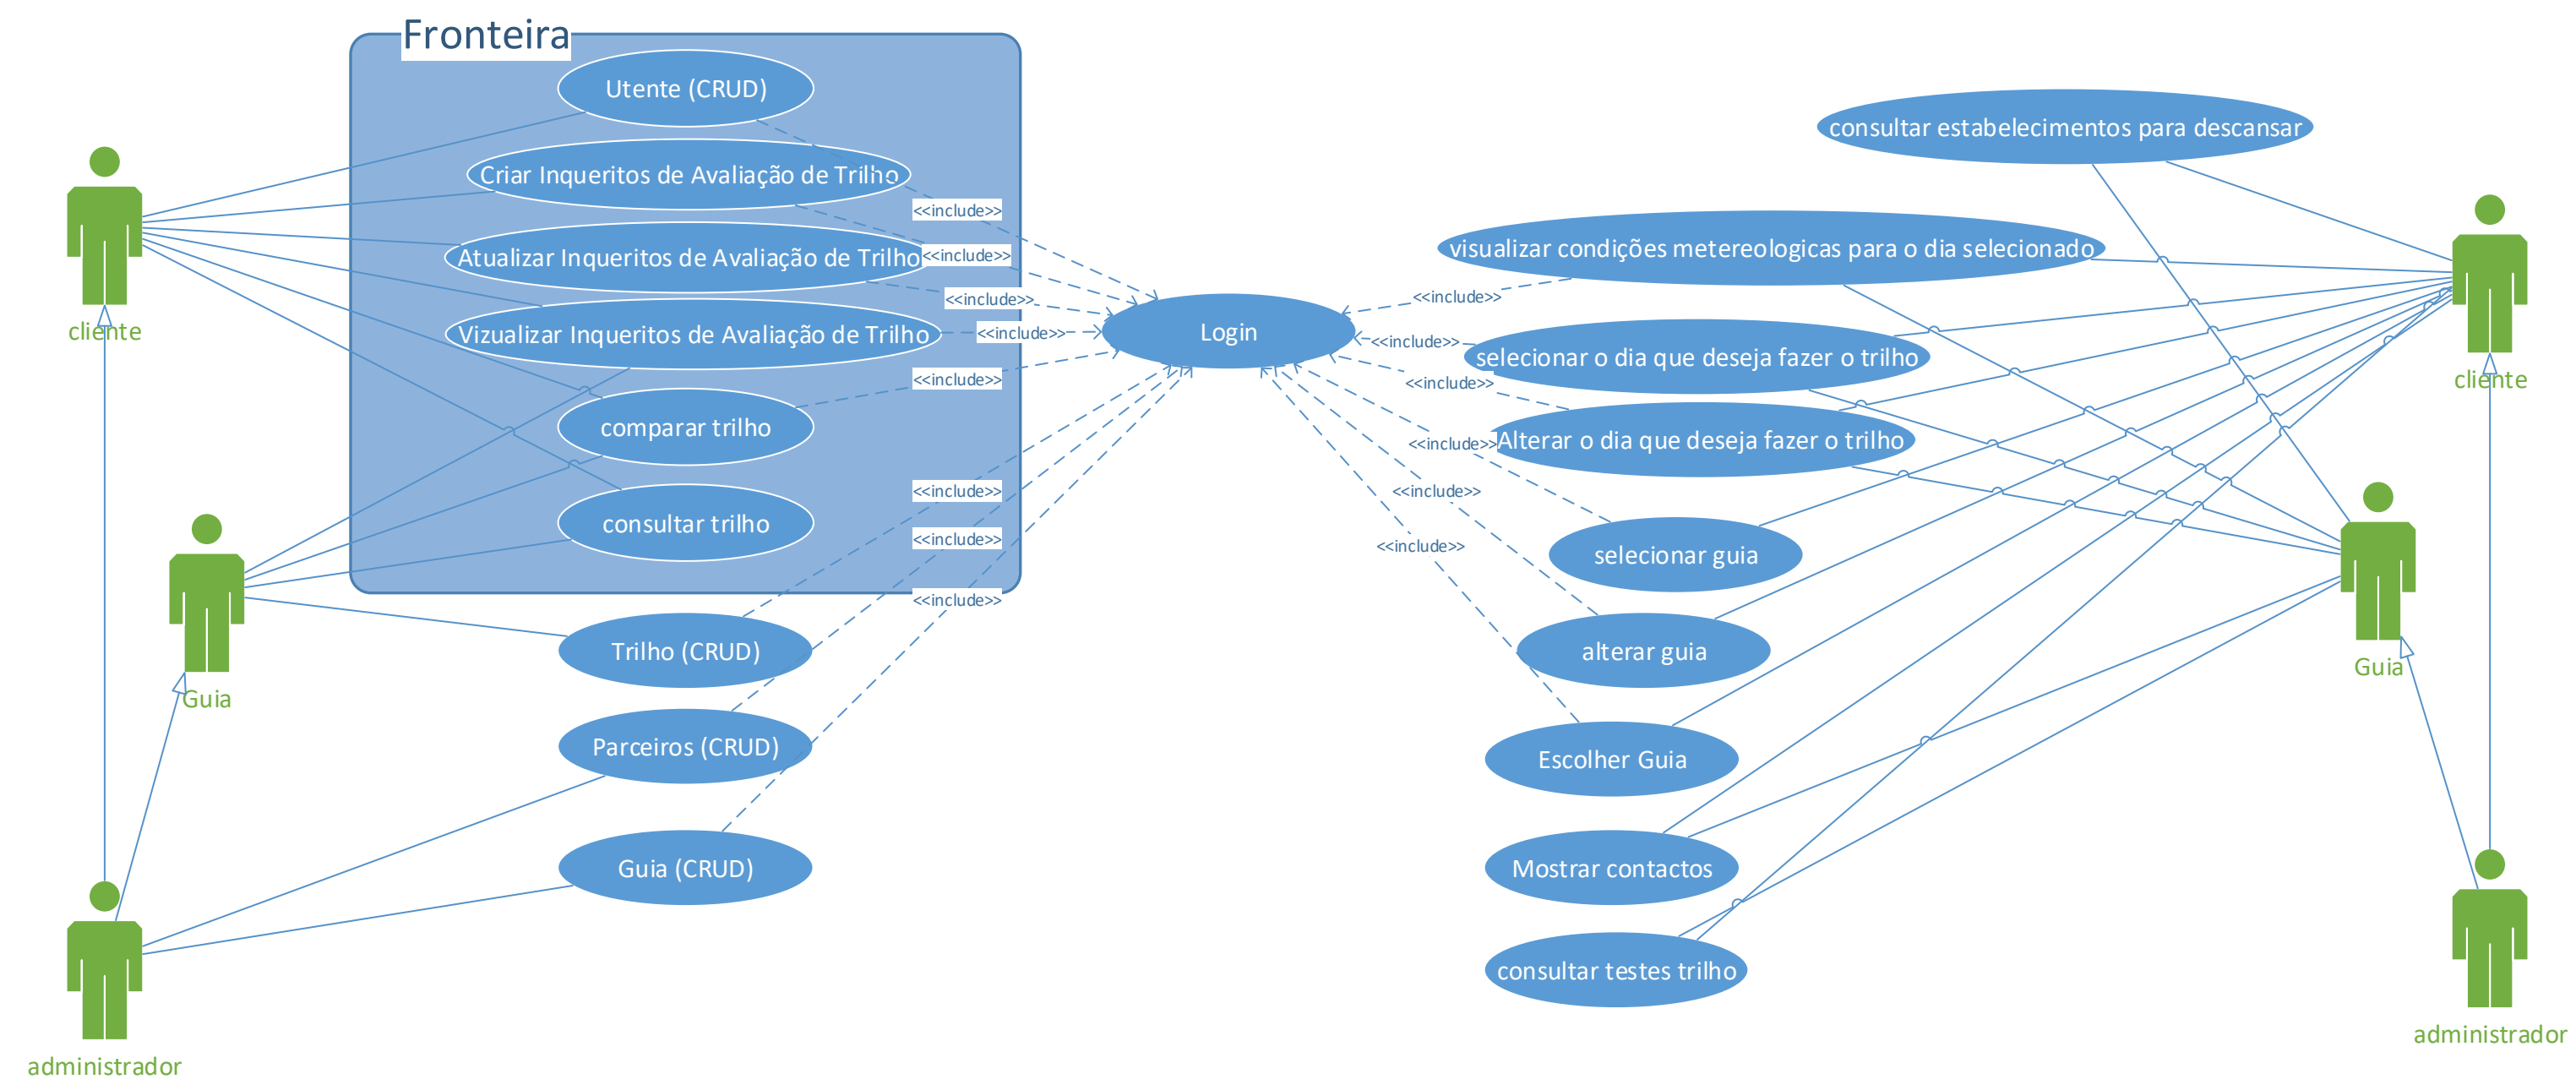 Fronteira
Utente (CRUD)
Criar Inqueritos de Avaliação de Trilho
Atualizar Inqueritos de Avaliação de Trilho
Vizualizar Inqueritos de Avaliação de Trilho
comparar trilho
consultar trilho
Trilho (CRUD)
Parceiros (CRUD)
Guia (CRUD)
cliente
Guia
administrador
<<include>>
<<include>>
<<include>>
<<include>>
<<include>>
<<include>>
<<include>>
<<include>>
Login
<<include>>
<<include>>
<<include>>
<<include>>
<<include>>
<<include>>
consultar estabelecimentos para descansar
visualizar condições metereologicas para o dia selecionado
selecionar o dia que deseja fazer o trilho
Alterar o dia que deseja fazer o trilho
selecionar guia
alterar guia
Escolher Guia
Mostrar contactos
consultar testes trilho
cliente
Guia
administrador